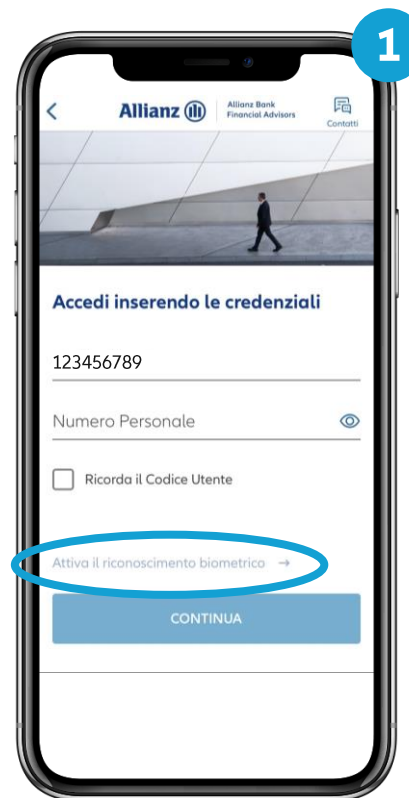 1
Allianz
Allianz Bank
Financial Advisors
Contatti
Accedi inserendo le credenziali
123456789
Numero Personale
Ricorda il Codice Utente
Attiva il riconoscimento biometrico →
CONTINUA